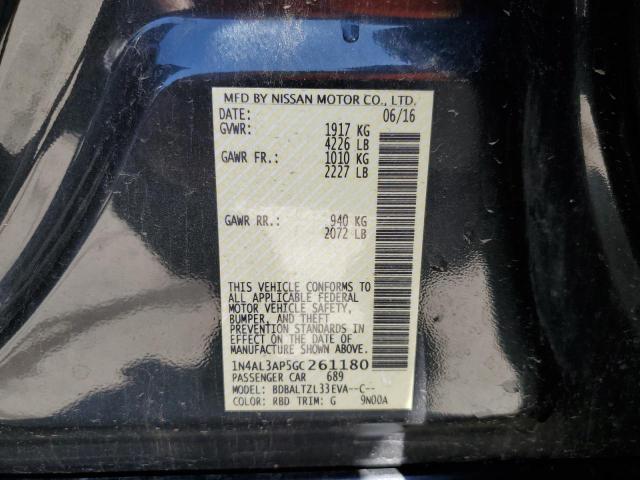 MFD BY NISSAN MOTOR CO., LTD.
DATE: 06/16
GVWR: 1917 KG
4226 LB
GAWR FR.: 1010 KG
2227 LB
GAWR RR.: 940 KG
2072 LB
THIS VEHICLE CONFORMS TO
ALL APPLICABLE FEDERAL
MOTOR VEHICLE SAFETY,
BUMPER, AND THEFT
PREVENTION STANDARDS IN
EFFECT ON THE DATE OF
MANUFACTURE SHOWN ABOVE.
1N4AL3AP5GC261180
PASSENGER CAR 689
MODEL: BDBALTZL33EVA--C--
COLOR: RBD TRIM: G 9N00A